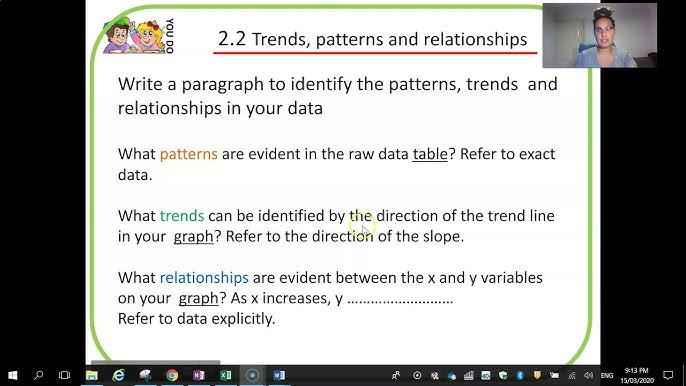 YOU DO
2.2 Trends, patterns and relationships
Write a paragraph to identify the patterns, trends and
relationships in your data
What patterns are evident in the raw data table? Refer to exact
data.
What trends can be identified by the direction of the trend line
in your graph? Refer to the direction of the slope.
What relationships are evident between the x and y variables
on your graph? As x increases, y ………………………
Refer to data explicitly.
ENG
9:13 PM
15/03/2020